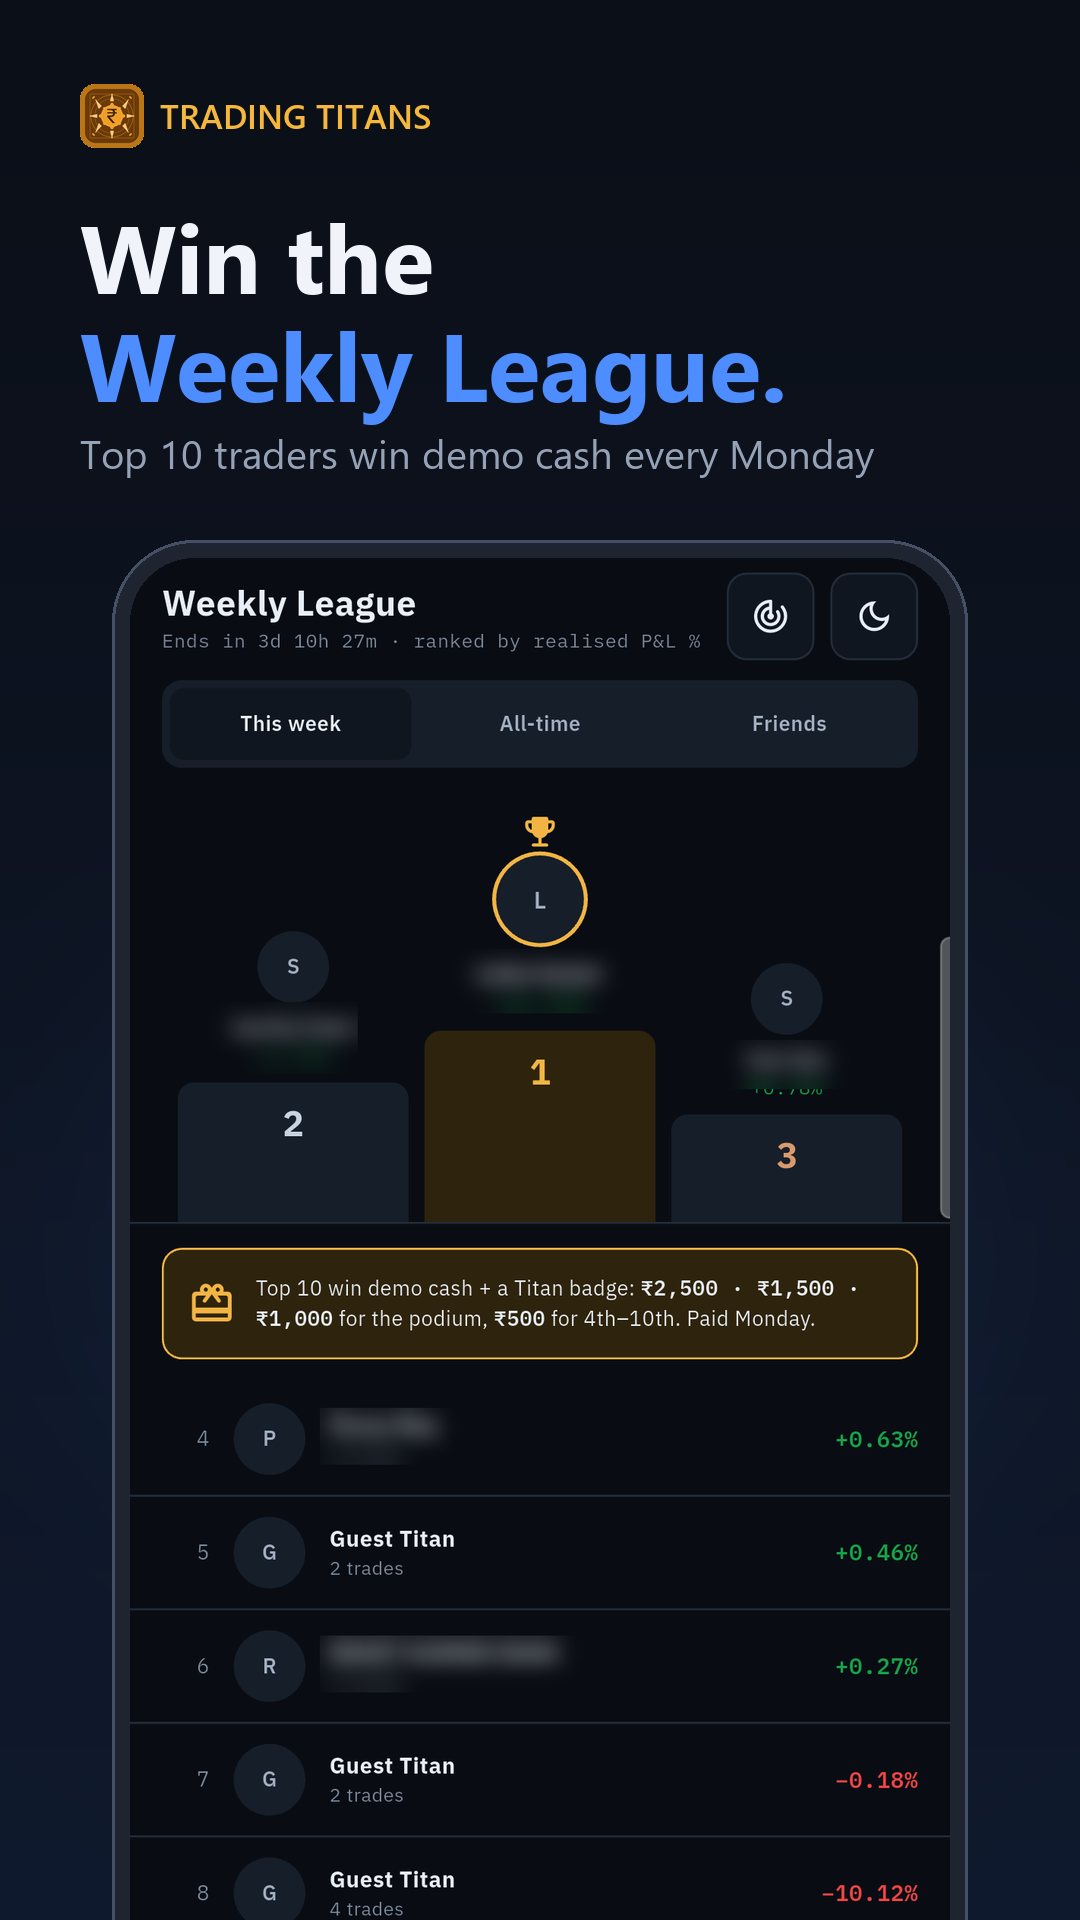 TRADING TITANS
Win the
Weekly League.
Top 10 traders win demo cash every Monday
Weekly League
Ends in 3d 10h 27m · ranked by realised P&L %
This week
All-time
Friends
L
S
S
1
2
3
Top 10 win demo cash + a Titan badge: ₹2,500 · ₹1,500 ·
₹1,000 for the podium, ₹500 for 4th–10th. Paid Monday.
4 P +0.63%
5 G Guest Titan +0.46%
2 trades
6 R +0.27%
7 G Guest Titan −0.18%
2 trades
8 G Guest Titan −10.12%
4 trades